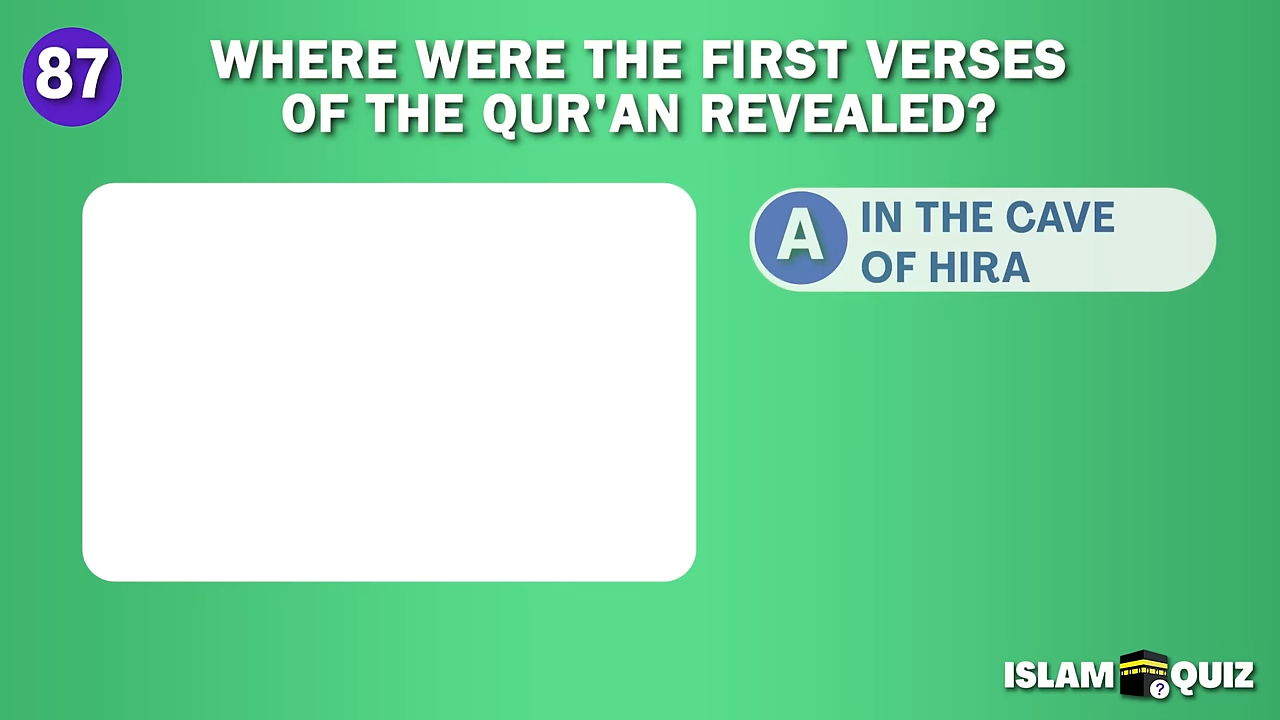 87
WHERE WERE THE FIRST VERSES
OF THE QUR'AN REVEALED?
A
IN THE CAVE
OF HIRA
ISLAM QUIZ
?